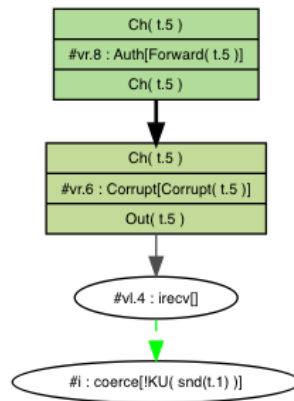 Ch( t.5 )
#vr.8 : Auth[Forward( t.5 )]
Ch( t.5 )
Ch( t.5 )
#vr.6 : Corrupt[Corrupt( t.5 )]
Out( t.5 )
#vl.4 : irecv[]
#i : coerce[!KU( snd(t.1) )]